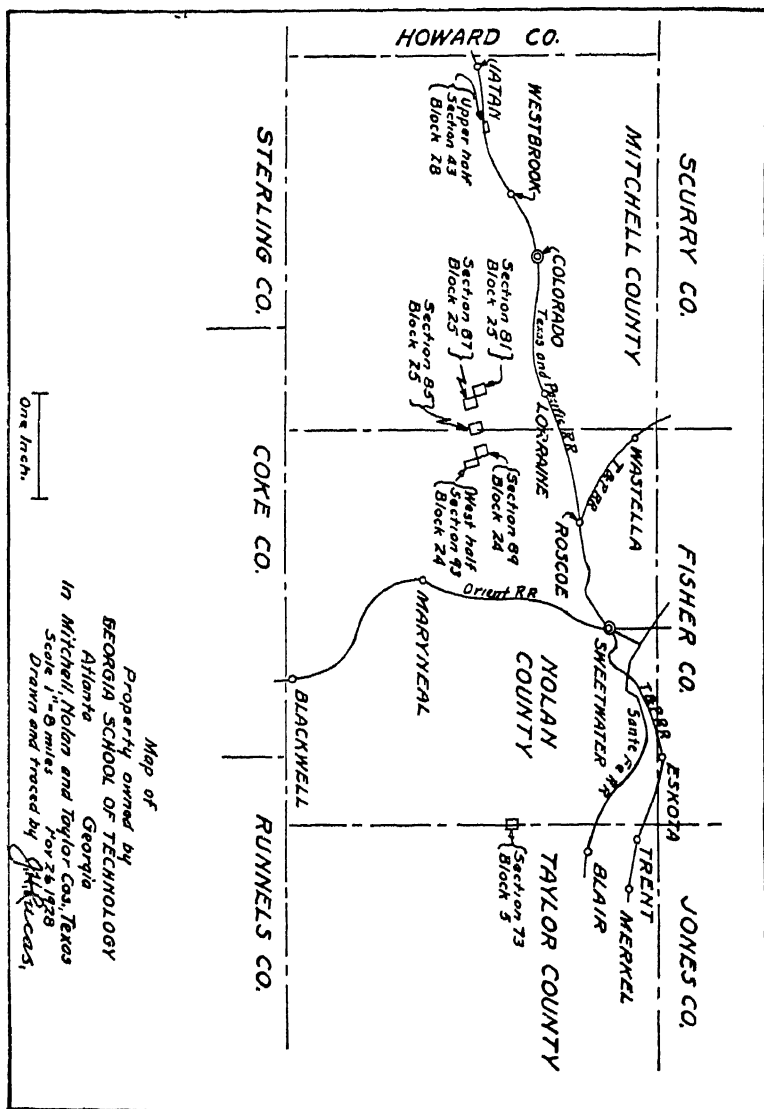 HOWARD CO.
SCURRY CO.
MITCHELL COUNTY
FISHER CO.
JONES CO.
IATAN
Upper half
Section 43
Block 28
WESTBROOK
COLORADO
Texas and Pacific RR
LORRAINE
Section 81
Block 25
Section 87
Block 25
Section 85
Block 25
WASTELLA
T&P RR
ROSCOE
Section 89
Block 24
West half
Section 93
Block 24
Orient RR
MARYNEAL
BLACKWELL
SWEETWATER
NOLAN
COUNTY
T&P RR
Sante Fe RR
ESKOTA
TRENT
MERKEL
BLAIR
TAYLOR COUNTY
Section 73
Block 5
STERLING CO.
COKE CO.
RUNNELS CO.
One Inch.
Map of
Property owned by
GEORGIA SCHOOL OF TECHNOLOGY
Atlanta Georgia
In Mitchell, Nolan and Taylor Cos., Texas
Scale 1"=8 miles Nov 26 1928
Drawn and traced by J.H. Lucas,